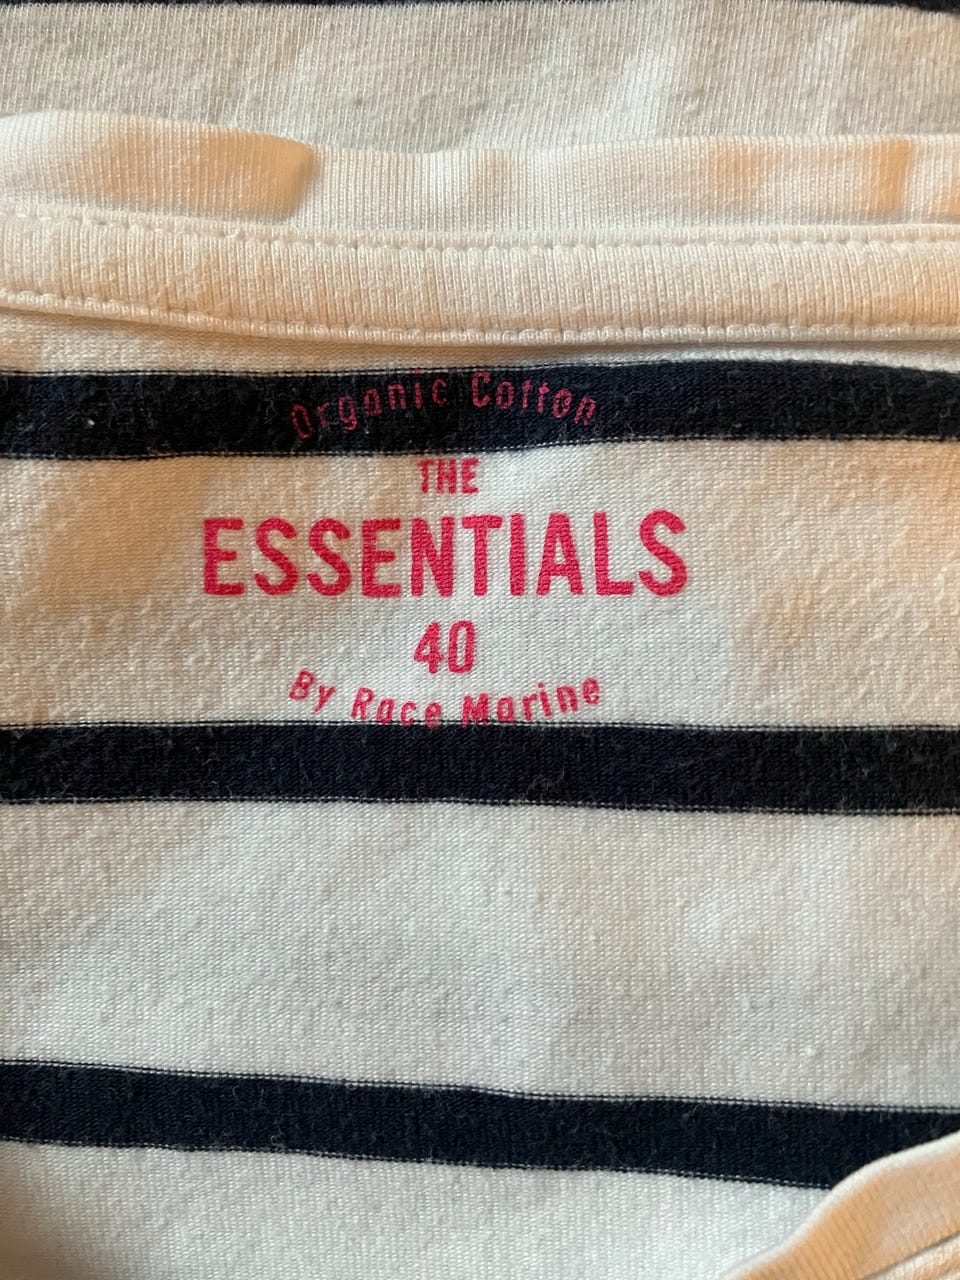 Organic Cotton
THE
ESSENTIALS
40
By Race Marine